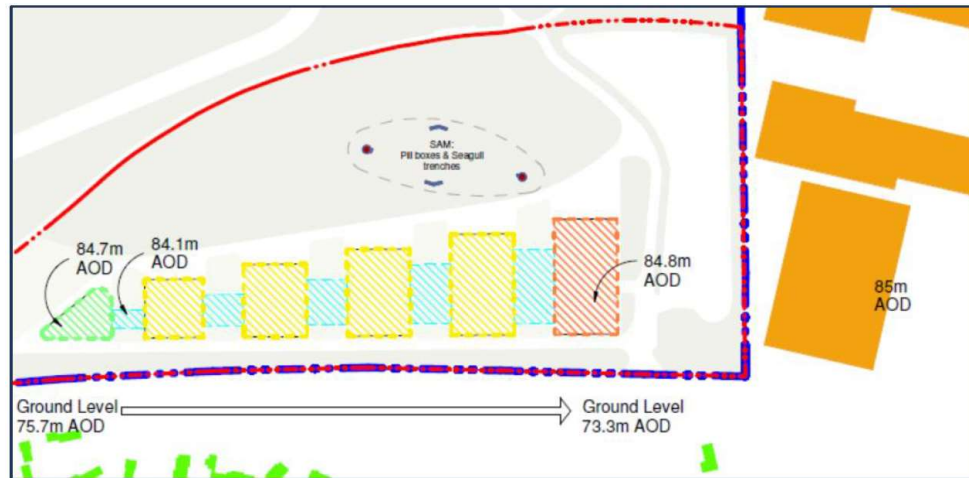 SAM:
Pill boxes & Seagull
trenches
84.7m
AOD
84.1m
AOD
84.8m
AOD
85m
AOD
Ground Level
75.7m AOD
Ground Level
73.3m AOD